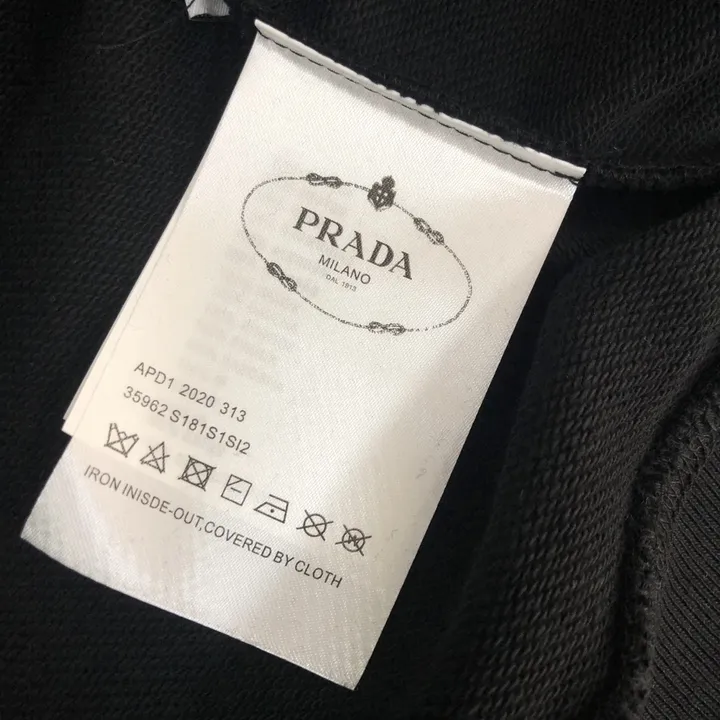 PRADA
MILANO
DAL 1913
APD1 2020 313
35962 S181S1SI2
IRON INISDE-OUT,COVERED BY CLOTH